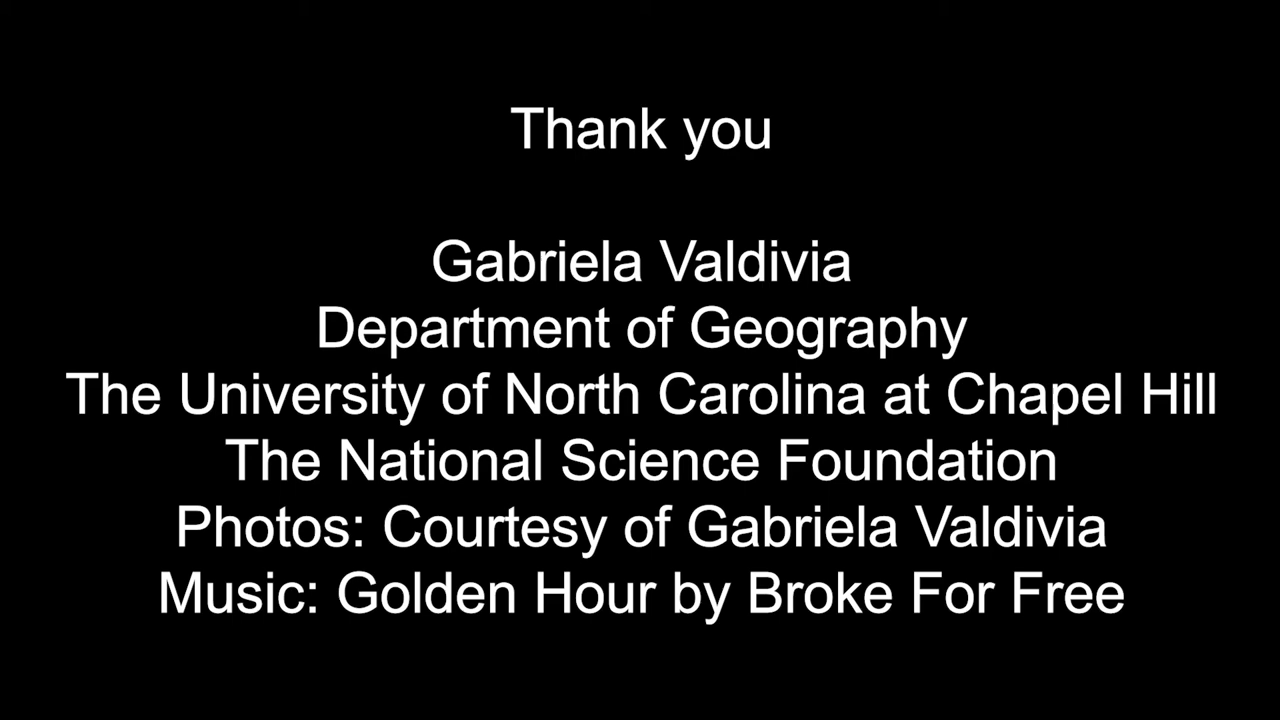 Thank you
Gabriela Valdivia
Department of Geography
The University of North Carolina at Chapel Hill
The National Science Foundation
Photos: Courtesy of Gabriela Valdivia
Music: Golden Hour by Broke For Free